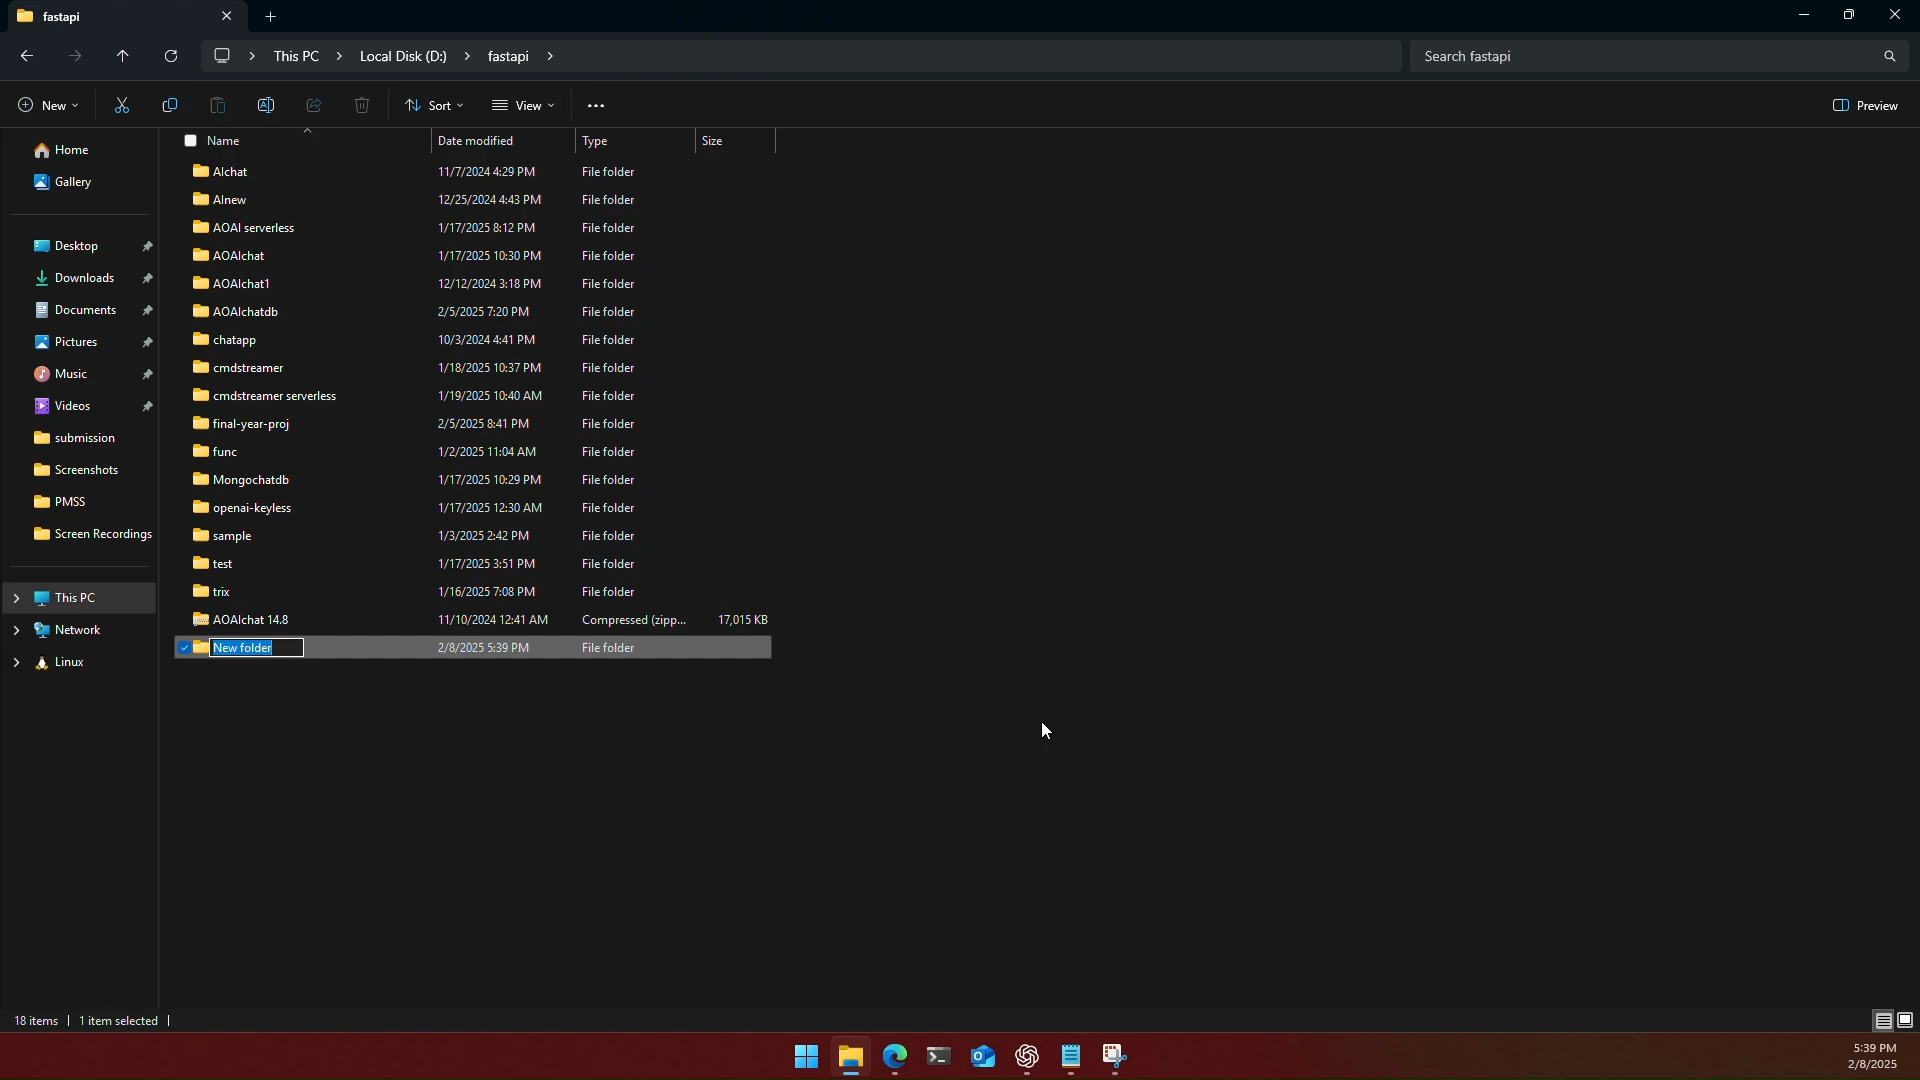 fastapi
This PC
Local Disk (D:)
fastapi
Search fastapi
New
Sort
View
Preview
Name
Date modified
Type
Size
Home
Gallery
Desktop
Downloads
Documents
Pictures
Music
Videos
submission
Screenshots
PMSS
Screen Recordings
This PC
Network
Linux
AIchat 11/7/2024 4:29 PM File folder
AInew 12/25/2024 4:43 PM File folder
AOAI serverless 1/17/2025 8:12 PM File folder
AOAIchat 1/17/2025 10:30 PM File folder
AOAIchat1 12/12/2024 3:18 PM File folder
AOAIchatdb 2/5/2025 7:20 PM File folder
chatapp 10/3/2024 4:41 PM File folder
cmdstreamer 1/18/2025 10:37 PM File folder
cmdstreamer serverless 1/19/2025 10:40 AM File folder
final-year-proj 2/5/2025 8:41 PM File folder
func 1/2/2025 11:04 AM File folder
Mongochatdb 1/17/2025 10:29 PM File folder
openai-keyless 1/17/2025 12:30 AM File folder
sample 1/3/2025 2:42 PM File folder
test 1/17/2025 3:51 PM File folder
trix 1/16/2025 7:08 PM File folder
AOAIchat 14.8 11/10/2024 12:41 AM Compressed (zipp... 17,015 KB
New folder 2/8/2025 5:39 PM File folder
18 items
1 item selected
5:39 PM
2/8/2025